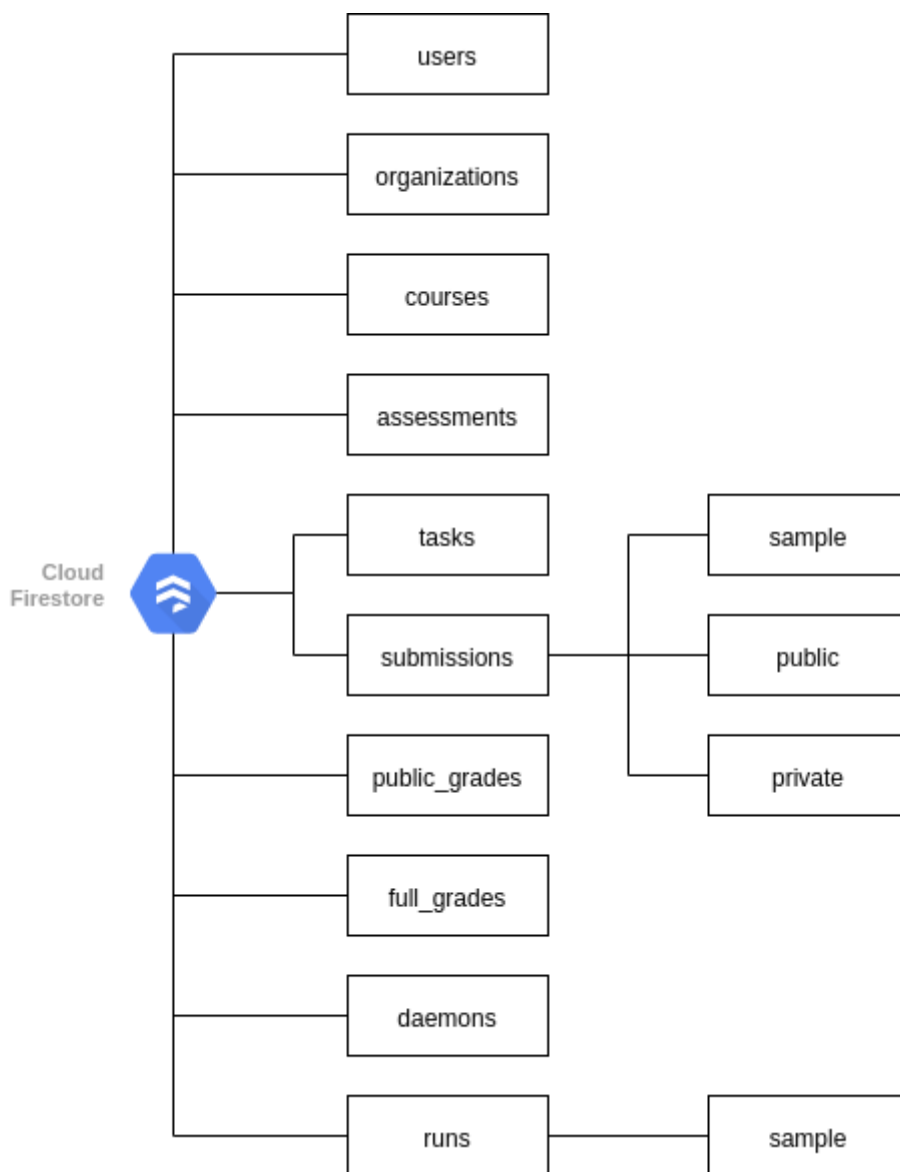 users
organizations
courses
assessments
tasks
sample
Cloud
Firestore
submissions
public
public_grades
private
full_grades
daemons
runs
sample